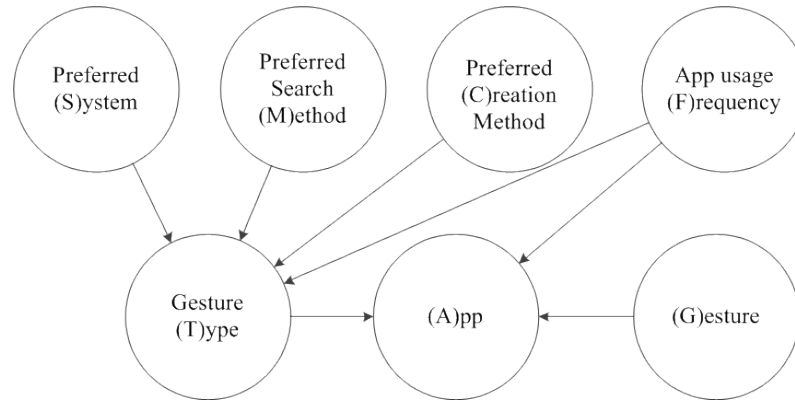 Preferred
(S)ystem
Preferred
Search
(M)ethod
Preferred
(C)reation
Method
App usage
(F)requency
Gesture
(T)ype
(A)pp
(G)esture